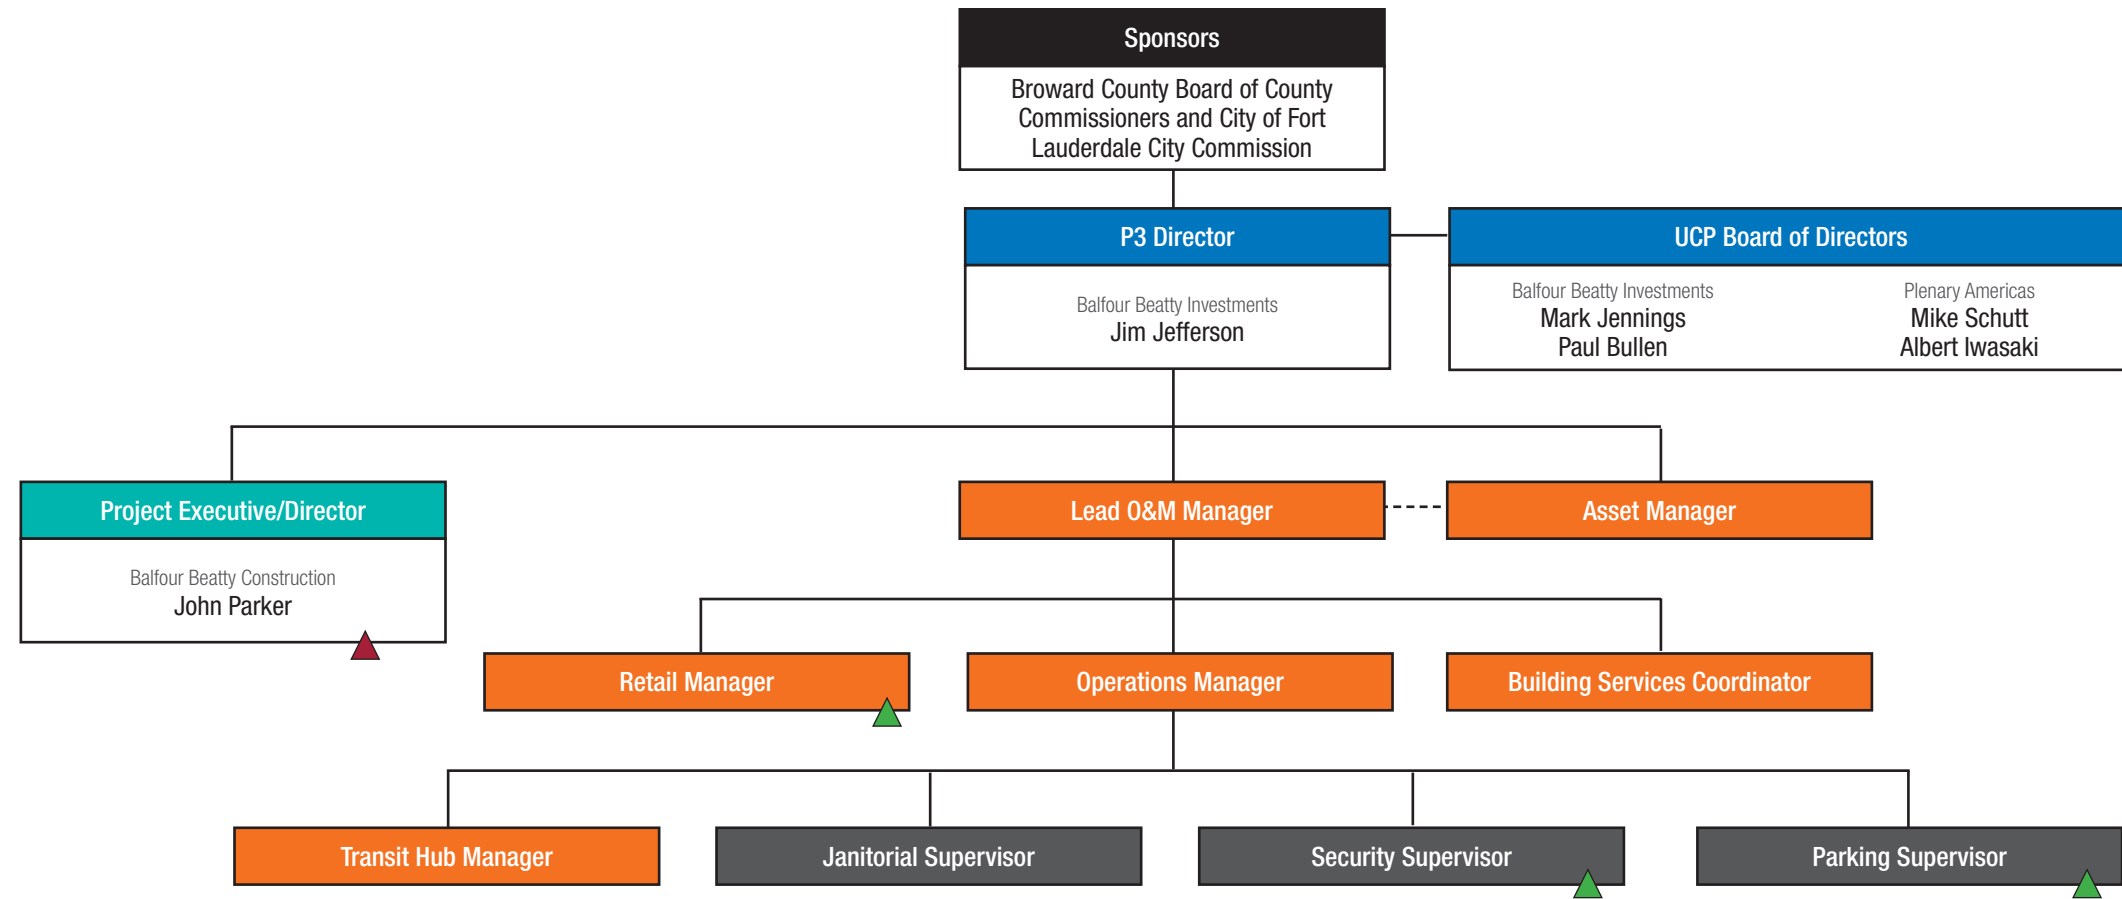 Sponsors
Broward County Board of County
Commissioners and City of Fort
Lauderdale City Commission
P3 Director
Balfour Beatty Investments
Jim Jefferson
UCP Board of Directors
Balfour Beatty Investments
Mark Jennings
Paul Bullen
Plenary Americas
Mike Schutt
Albert Iwasaki
Project Executive/Director
Balfour Beatty Construction
John Parker
Lead O&M Manager
Asset Manager
Retail Manager
Operations Manager
Building Services Coordinator
Transit Hub Manager
Janitorial Supervisor
Security Supervisor
Parking Supervisor